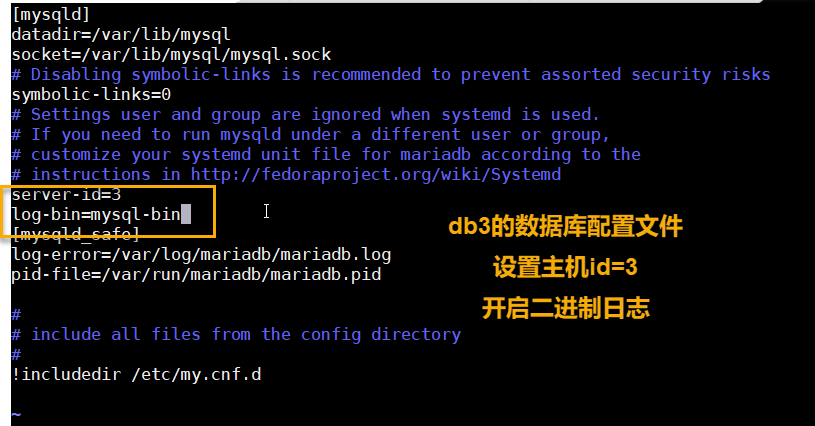 [mysqld]
datadir=/var/lib/mysql
socket=/var/lib/mysql/mysql.sock
# Disabling symbolic-links is recommended to prevent assorted security risks
symbolic-links=0
# Settings user and group are ignored when systemd is used.
# If you need to run mysqld under a different user or group,
# customize your systemd unit file for mariadb according to the
# instructions in http://fedoraproject.org/wiki/Systemd
server-id=3
log-bin=mysql-bin
[mysqld_safe]
log-error=/var/log/mariadb/mariadb.log
pid-file=/var/run/mariadb/mariadb.pid
#
# include all files from the config directory
#
!includedir /etc/my.cnf.d
~
db3的数据库配置文件
设置主机id=3
开启二进制日志